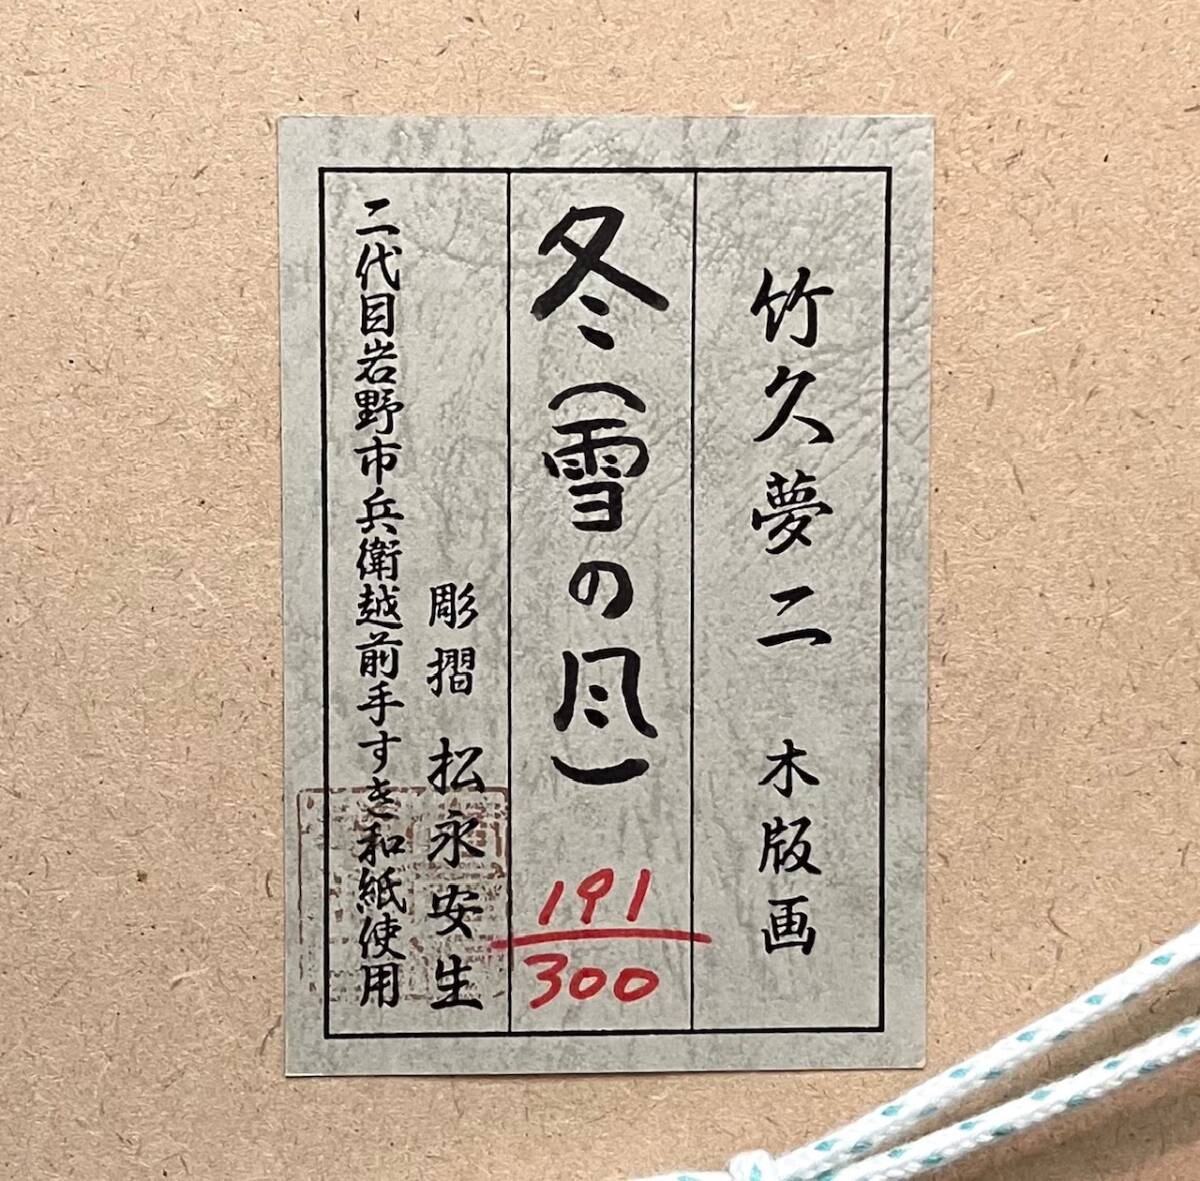 竹久夢二 木版画
冬(雪の風)
191/300
彫摺 松永安生
二代目岩野市兵衛越前手すき和紙使用